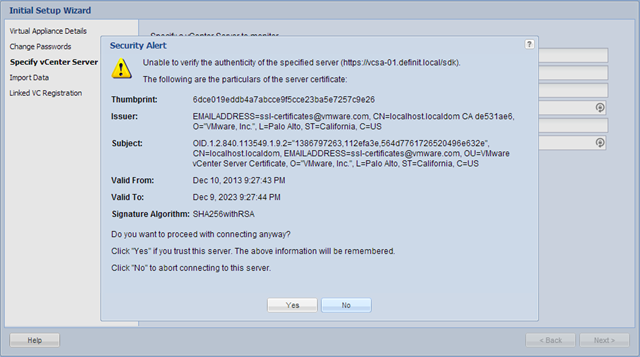 Initial Setup Wizard
Virtual Appliance Details
Change Passwords
Specify vCenter Server
Import Data
Linked VC Registration
Security Alert
?
Unable to verify the authenticity of the specified server (https://vcsa-01.definit.local/sdk).
The following are the particulars of the server certificate:
Thumbprint: 6dce019eddb4a7abcce9f5cce23ba5e7257c9e26
Issuer: EMAILADDRESS=ssl-certificates@vmware.com, CN=localhost.localdom CA de531ae6,
O="VMware, Inc.", L=Palo Alto, ST=California, C=US
Subject: OID.1.2.840.113549.1.9.2="1386797263,112efa3e,564d7761726520496e632e",
CN=localhost.localdom, EMAILADDRESS=ssl-certificates@vmware.com, OU=VMware
vCenter Server Certificate, O="VMware, Inc.", L=Palo Alto, ST=California, C=US
Valid From: Dec 10, 2013 9:27:43 PM
Valid To: Dec 9, 2023 9:27:44 PM
Signature Algorithm: SHA256withRSA
Do you want to proceed with connecting anyway?
Click "Yes" if you trust this server. The above information will be remembered.
Click "No" to abort connecting to this server.
Yes No
Help < Back Next >